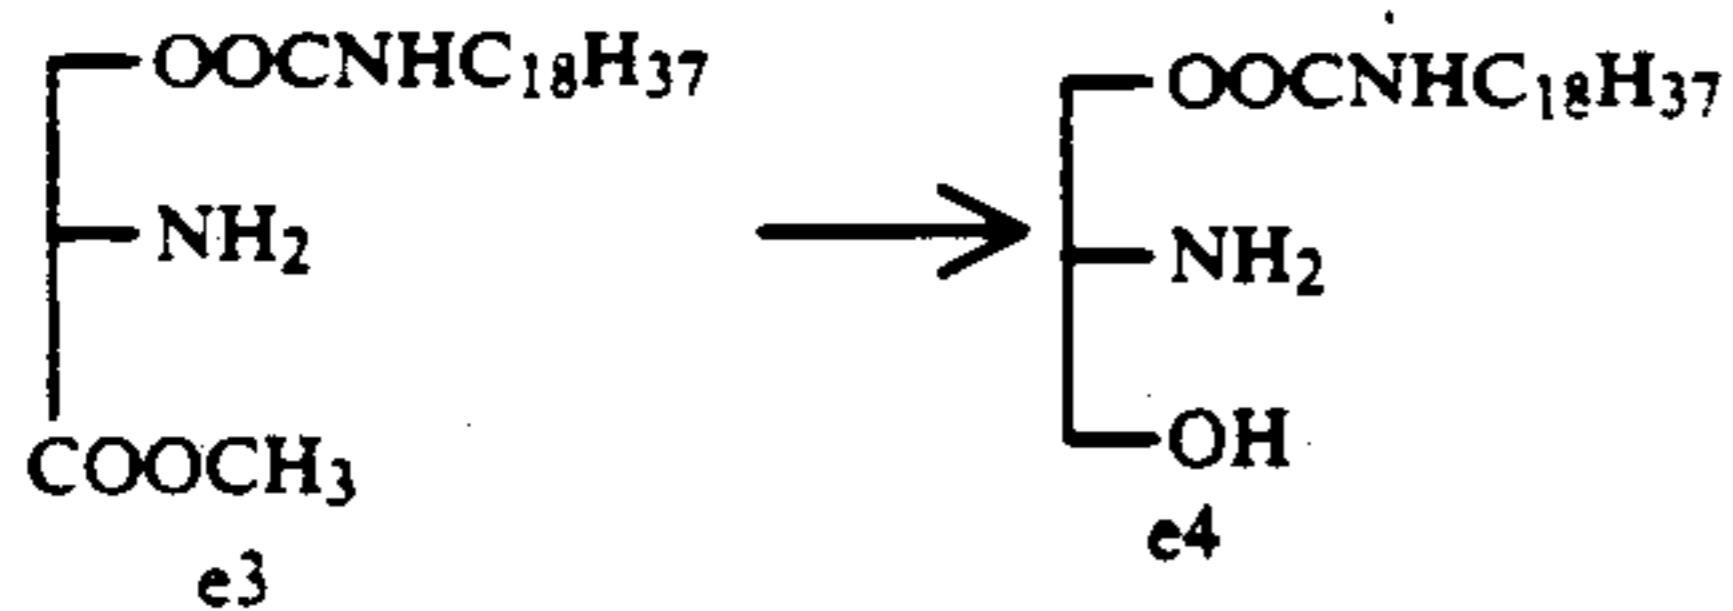 OOCNHC₁₈H₃₇
NH₂
COOCH₃
e3
OOCNHC₁₈H₃₇
NH₂
OH
e4